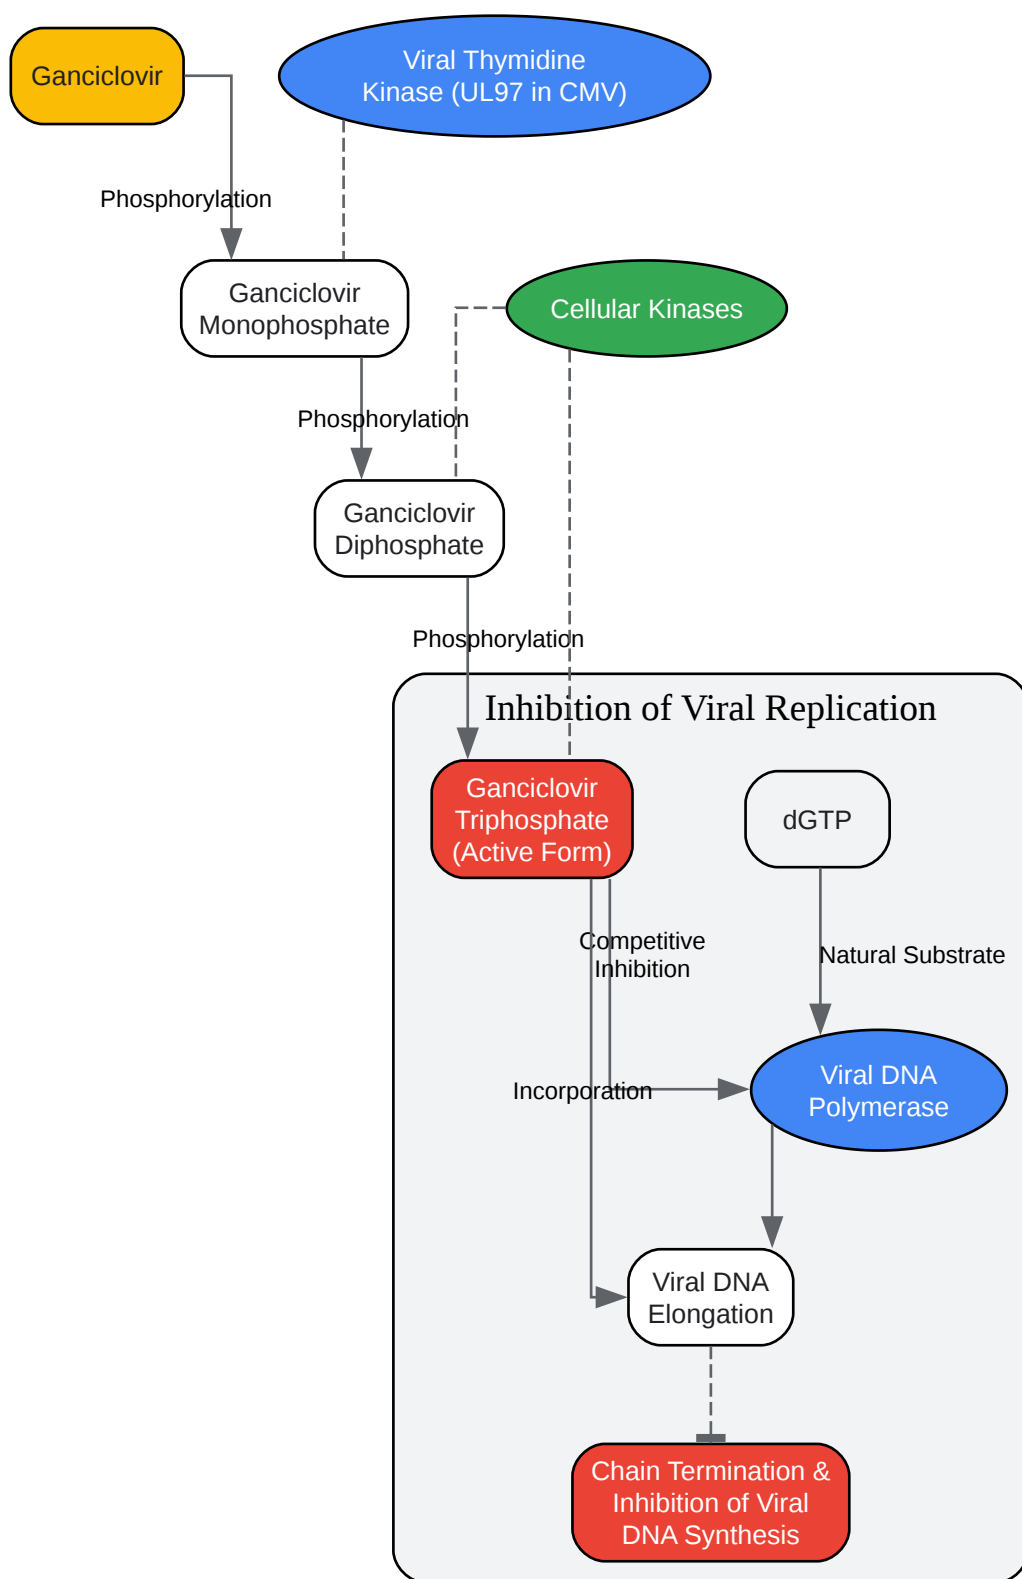 Ganciclovir
Viral Thymidine
Kinase (UL97 in CMV)
Phosphorylation
Ganciclovir
Monophosphate
Cellular Kinases
Phosphorylation
Ganciclovir
Diphosphate
Phosphorylation
Inhibition of Viral Replication
Ganciclovir
Triphosphate
(Active Form)
dGTP
Competitive
Inhibition
Natural Substrate
Incorporation
Viral DNA
Polymerase
Viral DNA
Elongation
Chain Termination &
Inhibition of Viral
DNA Synthesis